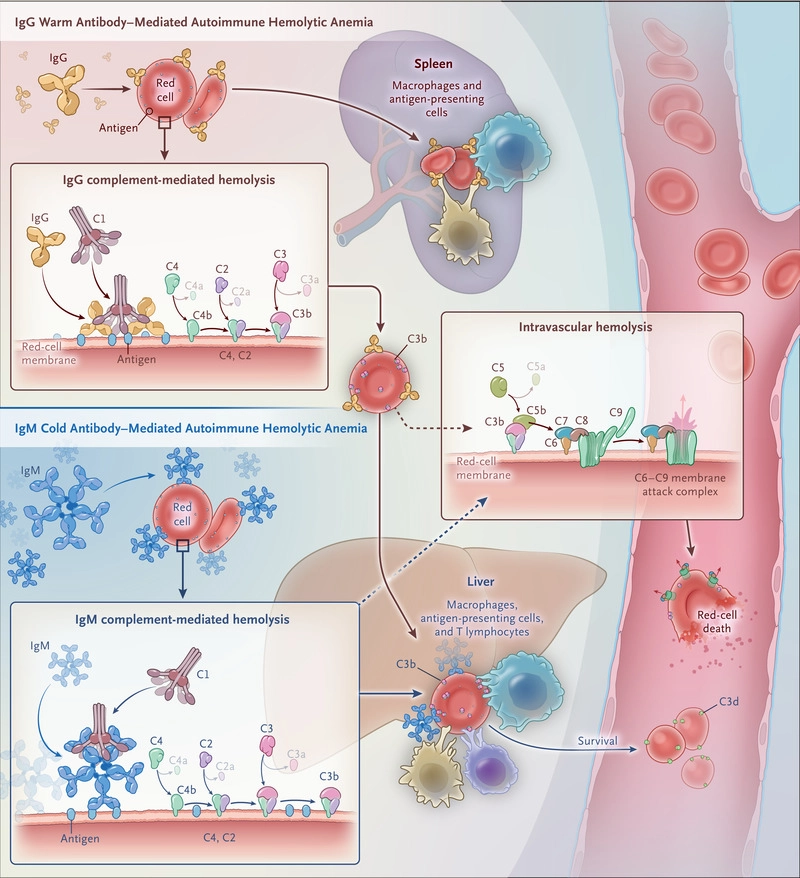 IgG Warm Antibody–Mediated Autoimmune Hemolytic Anemia
IgG
Red
cell
Antigen
Spleen
Macrophages and
antigen-presenting
cells
IgG complement-mediated hemolysis
IgG
C1
C4
C4a
C2
C2a
C3
C3a
C4b
C3b
Red-cell
membrane
Antigen
C4, C2
C3b
Intravascular hemolysis
C5
C5a
C3b
C5b
C6
C7
C8
C9
Red-cell
membrane
C6–C9 membrane
attack complex
IgM Cold Antibody–Mediated Autoimmune Hemolytic Anemia
IgM
Red
cell
Liver
Macrophages,
antigen-presenting cells,
and T lymphocytes
C3b
Red-cell
death
IgM complement-mediated hemolysis
IgM
C1
C4
C4a
C2
C2a
C3
C3a
C4b
C3b
Antigen
C4, C2
Survival
C3d